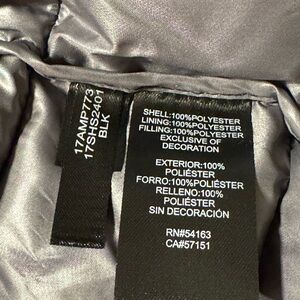 17AMP773
17SHS2401
BLK
SHELL:100%POLYESTER
LINING:100%POLYESTER
FILLING:100%POLYESTER
EXCLUSIVE OF
DECORATION
EXTERIOR:100%
POLIÉSTER
FORRO:100%POLIÉSTER
RELLENO:100%
POLIÉSTER
SIN DECORACIÓN
RN#54163
CA#57151